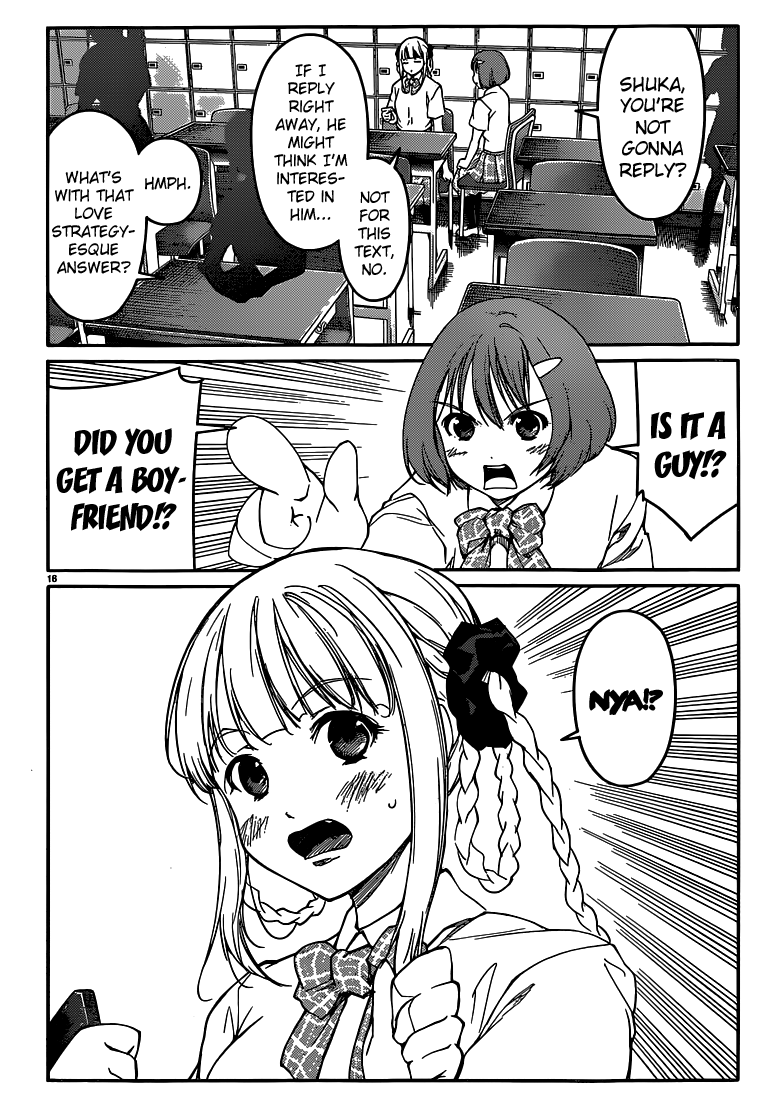 SHUKA,
YOU'RE
NOT
GONNA
REPLY?
IF I
REPLY
RIGHT
AWAY, HE
MIGHT
THINK I'M
INTERES-
TED IN
HIM...
NOT
FOR
THIS
TEXT,
NO.
HMPH.
WHAT'S
WITH THAT
LOVE
STRATEGY-
ESQUE
ANSWER?
IS IT A
GUY!?
DID YOU
GET A BOY-
FRIEND!?
16
NYA!?